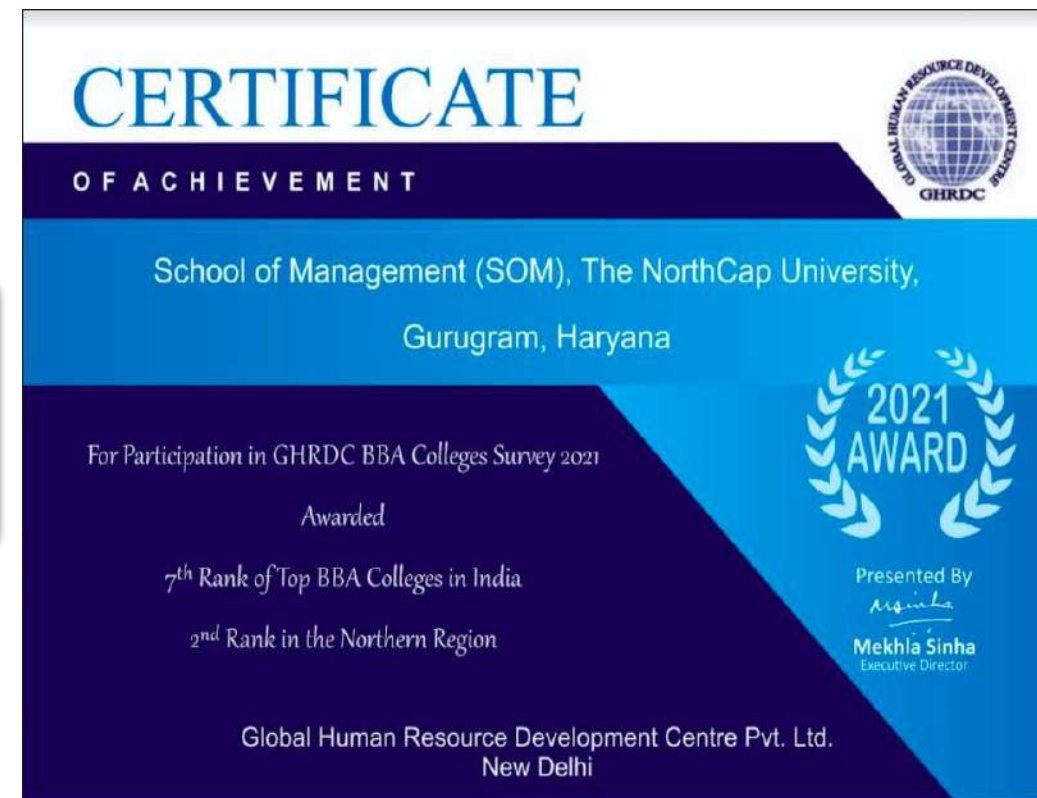 CERTIFICATE
OF ACHIEVEMENT
GLOBAL HUMAN RESOURCE DEVELOPMENT CENTRE
GHRDC
School of Management (SOM), The NorthCap University,
Gurugram, Haryana
For Participation in GHRDC BBA Colleges Survey 2021
Awarded
7th Rank of Top BBA Colleges in India
2nd Rank in the Northern Region
2021
AWARD
Presented By
Mekhla Sinha
Executive Director
Global Human Resource Development Centre Pvt. Ltd.
New Delhi